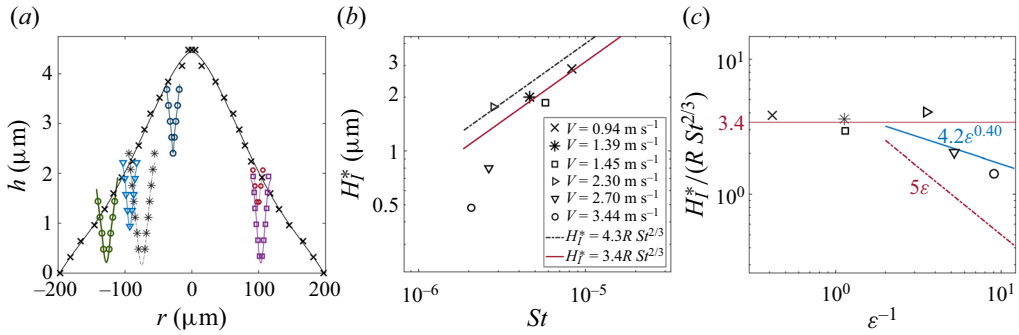 (a)
4
3
2
1
0
h (μm)
−200 −100 0 100 200
r (μm)
(b)
2
1
0.5
H_I^* (μm)
10^{−6} 10^{−5}
St
V = 0.94 m s^{−1}
V = 1.39 m s^{−1}
V = 1.45 m s^{−1}
V = 2.30 m s^{−1}
V = 2.70 m s^{−1}
V = 3.44 m s^{−1}
H_I^* = 4.3R St^{2/3}
H_I^* = 3.4R St^{2/3}
(c)
10^1
3.4
10^0
H_I^*/(R St^{2/3})
4.2ε^{0.40}
5ε
10^0 10^1
ε^{−1}